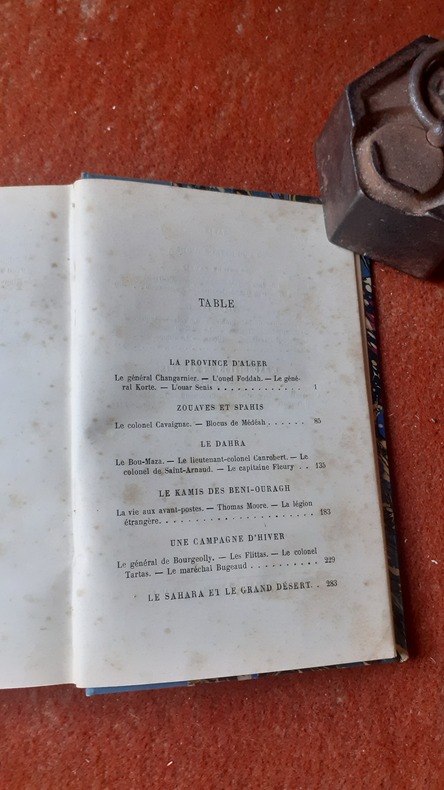 TABLE
LA PROVINCE D'ALGER
Le général Changarnier. — L'oued Foddah. — Le géné-
ral Korte. — L'ouar Senis . . . . . . . . . . . . 1
ZOUAVES ET SPAHIS
Le colonel Cavaignac. — Blocus de Médéah . . . . . . 85
LE DAHRA
Le Bou-Maza. — Le lieutenant-colonel Canrobert. — Le
colonel de Saint-Arnaud. — Le capitaine Fleury . . 135
LE KAMIS DES BENI-OURAGH
La vie aux avant-postes. — Thomas Moore. — La légion
étrangère. . . . . . . . . . . . . . . . . . . . 183
UNE CAMPAGNE D'HIVER
Le général de Bourgeolly. — Les Flittas. — Le colonel
Tartas. — Le maréchal Bugeaud . . . . . . . . . . 229
LE SAHARA ET LE GRAND DÉSERT. . 283